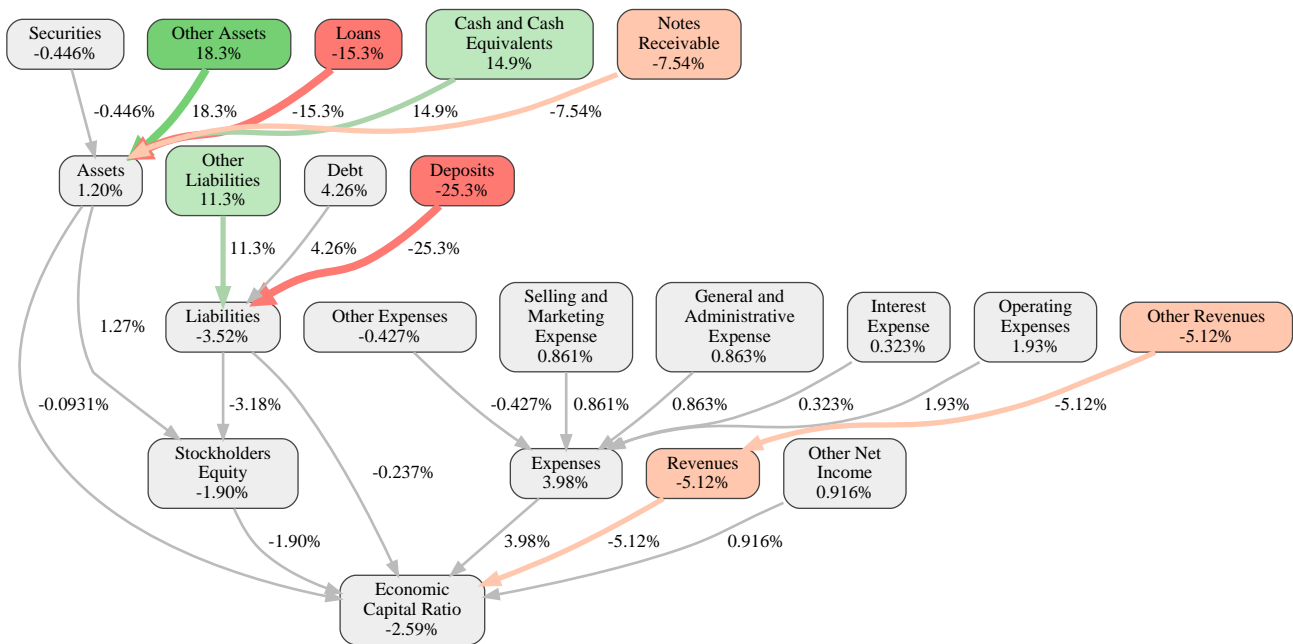 Securities
-0.446%
Other Assets
18.3%
Loans
-15.3%
Cash and Cash
Equivalents
14.9%
Notes
Receivable
-7.54%
-0.446%
18.3%
-15.3%
14.9%
-7.54%
Assets
1.20%
Other
Liabilities
11.3%
Debt
4.26%
Deposits
-25.3%
11.3%
4.26%
-25.3%
Liabilities
-3.52%
Other Expenses
-0.427%
Selling and
Marketing
Expense
0.861%
General and
Administrative
Expense
0.863%
Interest
Expense
0.323%
Operating
Expenses
1.93%
Other Revenues
-5.12%
1.27%
-0.0931%
-3.18%
-0.427%
0.861%
0.863%
0.323%
1.93%
-5.12%
Stockholders
Equity
-1.90%
-0.237%
Expenses
3.98%
Revenues
-5.12%
Other Net
Income
0.916%
-1.90%
3.98%
-5.12%
0.916%
Economic
Capital Ratio
-2.59%